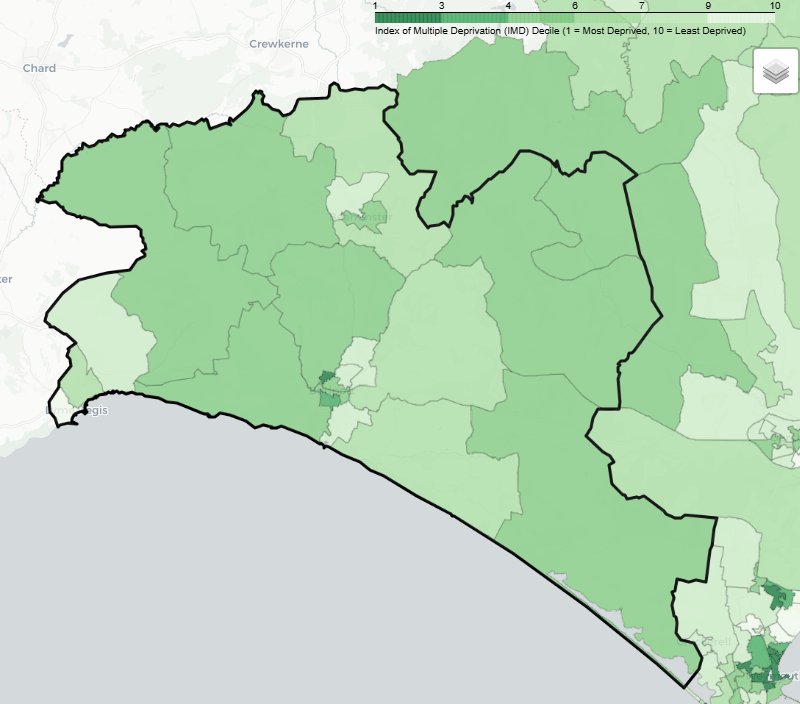 1 3 4 6 7 9 10
Index of Multiple Deprivation (IMD) Decile (1 = Most Deprived, 10 = Least Deprived)
Crewkerne
Chard